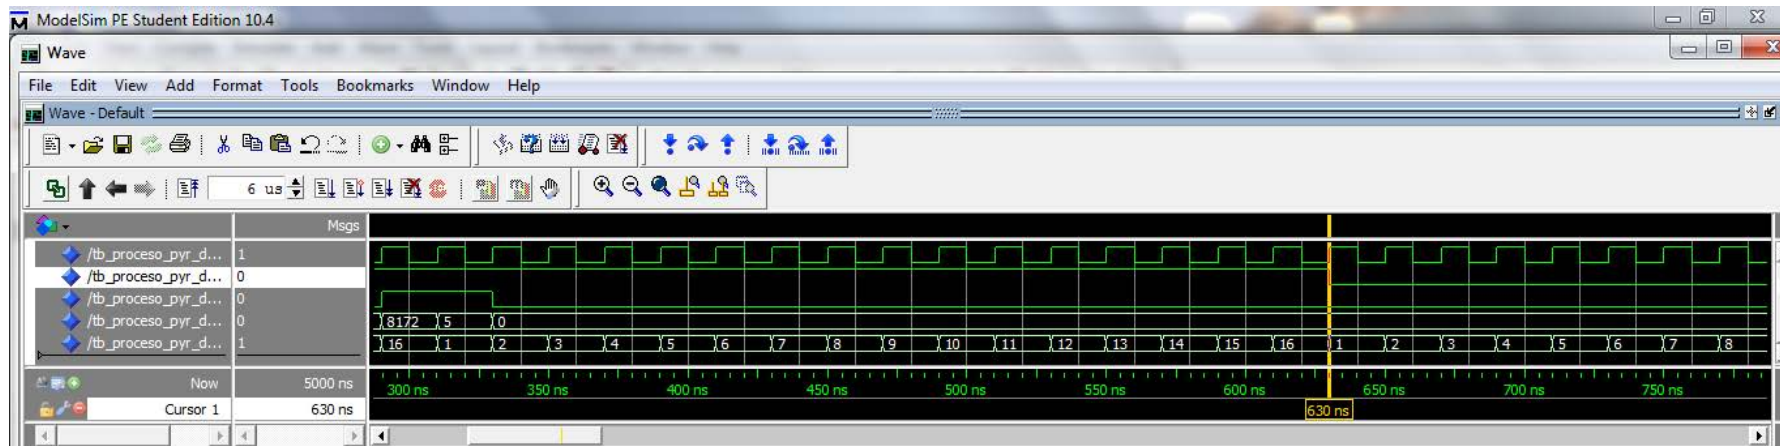 ModelSim PE Student Edition 10.4
Wave
File Edit View Add Format Tools Bookmarks Window Help
Wave - Default
6 us
Msgs
/tb_proceso_pyr_d... 1
/tb_proceso_pyr_d... 0
/tb_proceso_pyr_d... 0
/tb_proceso_pyr_d... 0 8172 5 0
/tb_proceso_pyr_d... 1 16 1 2 3 4 5 6 7 8 9 10 11 12 13 14 15 16 1 2 3 4 5 6 7 8
Now 5000 ns 300 ns 350 ns 400 ns 450 ns 500 ns 550 ns 600 ns 650 ns 700 ns 750 ns
Cursor 1 630 ns 630 ns